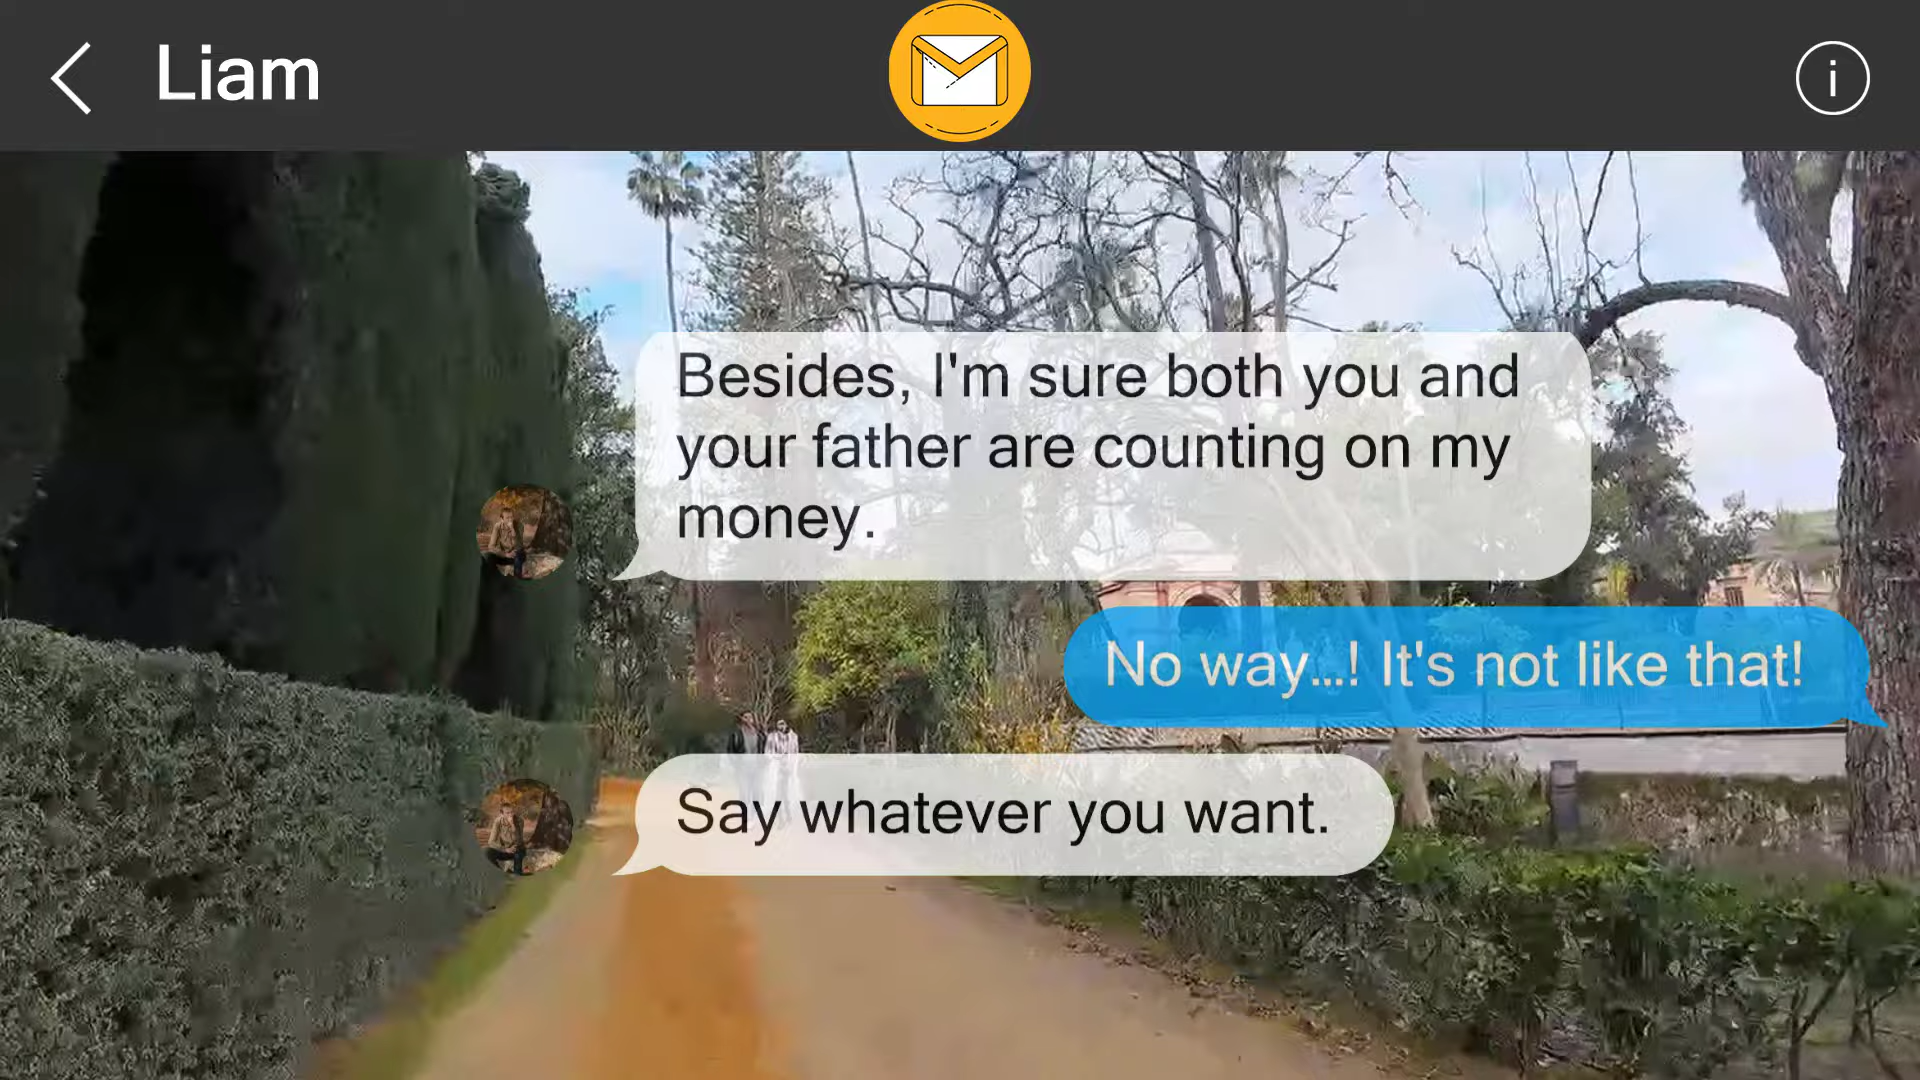 Liam
Besides, I'm sure both you and
your father are counting on my
money.
No way...! It's not like that!
Say whatever you want.